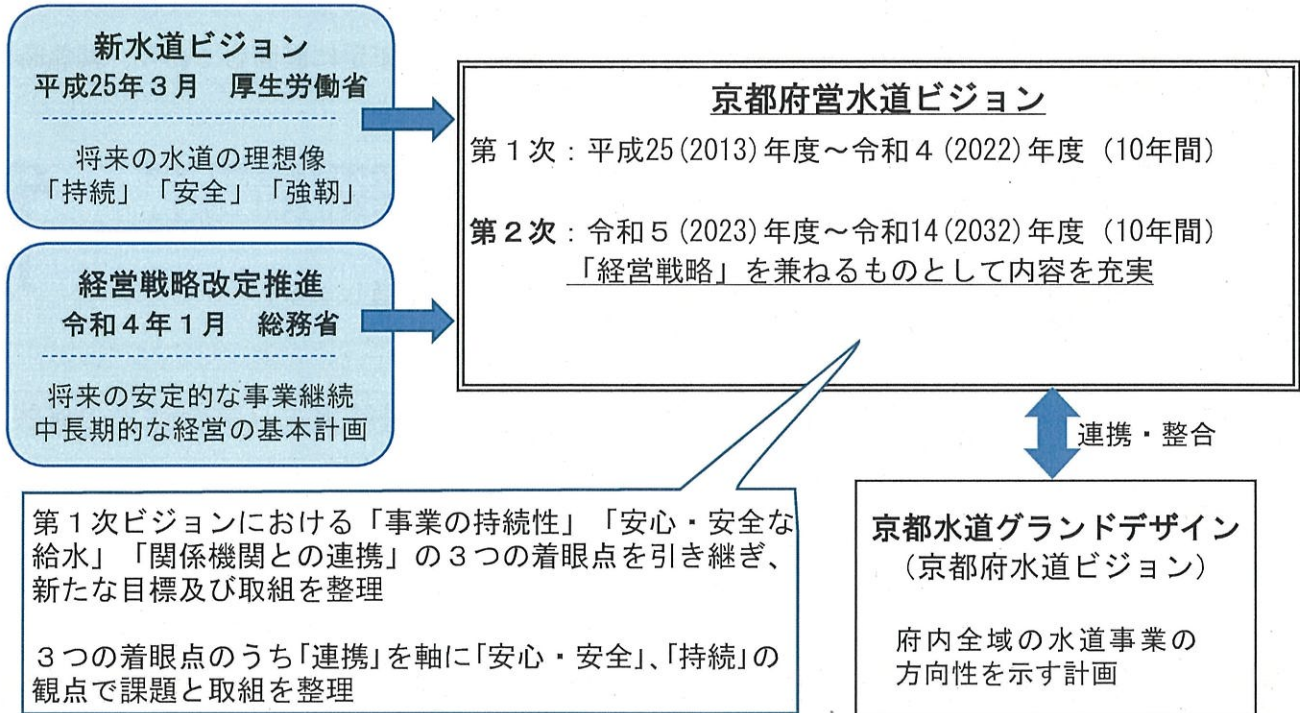 新水道ビジョン
平成25年3月　厚生労働省
将来の水道の理想像
「持続」「安全」「強靭」
経営戦略改定推進
令和4年1月　総務省
将来の安定的な事業継続
中長期的な経営の基本計画
京都府営水道ビジョン
第1次：平成25(2013)年度～令和4(2022)年度（10年間）
第2次：令和5(2023)年度～令和14(2032)年度（10年間）
「経営戦略」を兼ねるものとして内容を充実
連携・整合
第1次ビジョンにおける「事業の持続性」「安心・安全な
給水」「関係機関との連携」の3つの着眼点を引き継ぎ、
新たな目標及び取組を整理
3つの着眼点のうち「連携」を軸に「安心・安全」、「持続」の
観点で課題と取組を整理
京都水道グランドデザイン
（京都府水道ビジョン）
府内全域の水道事業の
方向性を示す計画